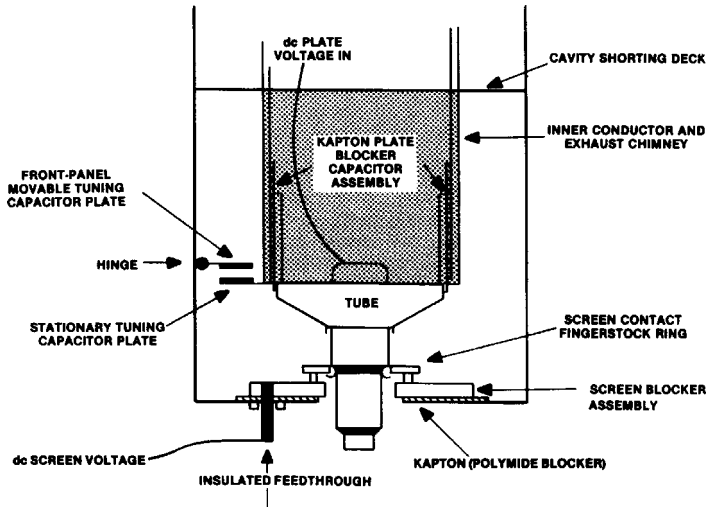 dc PLATE
VOLTAGE IN
CAVITY SHORTING DECK
INNER CONDUCTOR AND
EXHAUST CHIMNEY
KAPTON PLATE
BLOCKER
CAPACITOR
ASSEMBLY
FRONT-PANEL
MOVABLE TUNING
CAPACITOR PLATE
HINGE
TUBE
STATIONARY TUNING
CAPACITOR PLATE
SCREEN CONTACT
FINGERSTOCK RING
SCREEN BLOCKER
ASSEMBLY
dc SCREEN VOLTAGE
KAPTON (POLYMIDE BLOCKER)
INSULATED FEEDTHROUGH